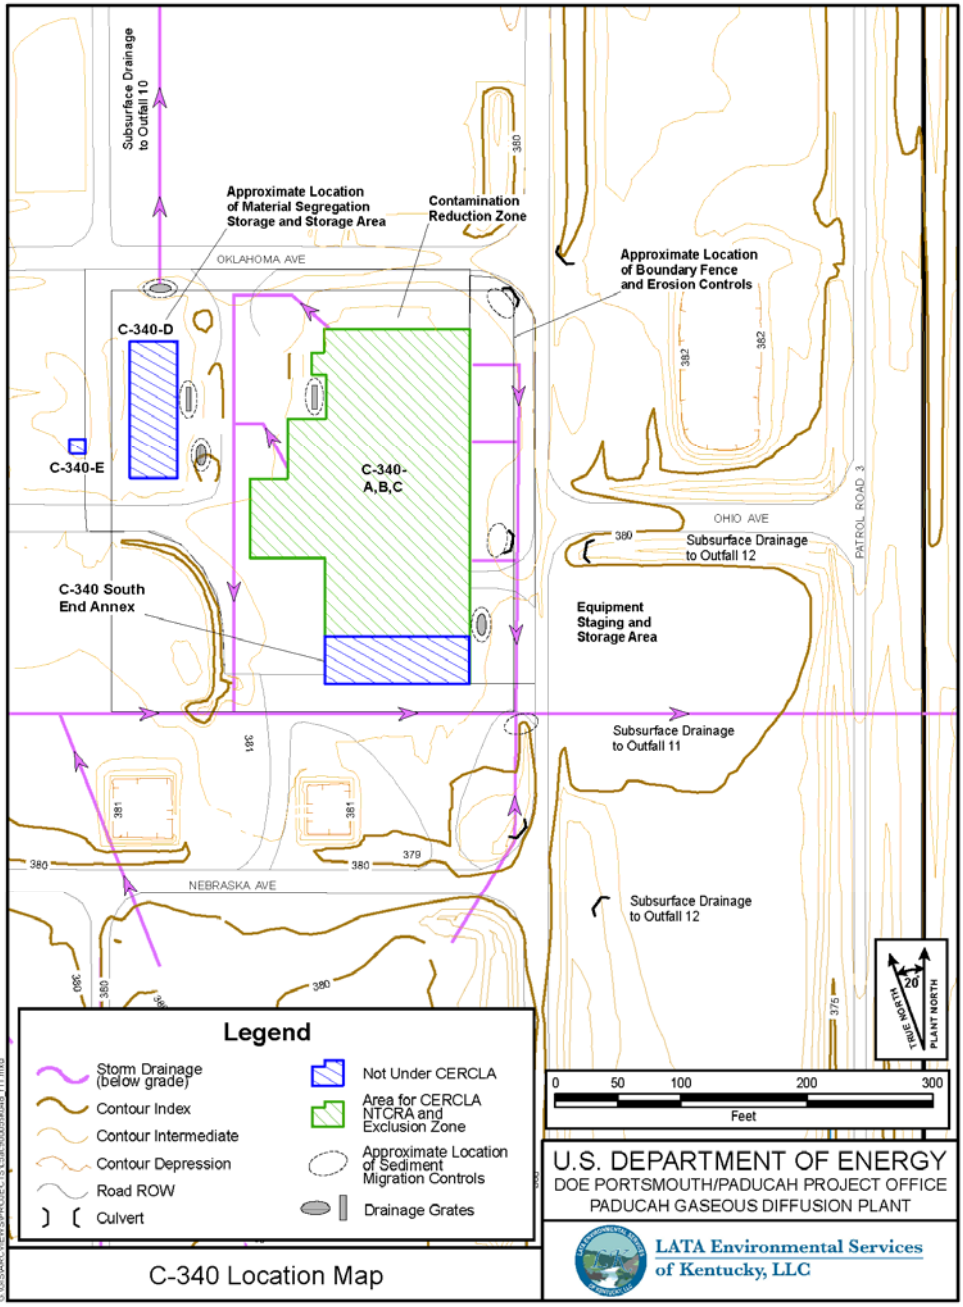 Subsurface Drainage
to Outfall 10
380
Approximate Location
of Material Segregation
Storage and Storage Area
Contamination
Reduction Zone
OKLAHOMA AVE
Approximate Location
of Boundary Fence
and Erosion Controls
C-340-D
382
382
C-340-E
C-340-
A,B,C
PATROL ROAD 3
OHIO AVE
380
Subsurface Drainage
to Outfall 12
C-340 South
End Annex
Equipment
Staging and
Storage Area
Subsurface Drainage
to Outfall 11
381
381
381
380
380
379
NEBRASKA AVE
Subsurface Drainage
to Outfall 12
380
380
380
375
20
TRUE NORTH
PLANT NORTH
Legend
Storm Drainage
(below grade)
Contour Index
Contour Intermediate
Contour Depression
Road ROW
Culvert
Not Under CERCLA
Area for CERCLA
NTCRA and
Exclusion Zone
Approximate Location
of Sediment
Migration Controls
Drainage Grates
0 50 100 200 300
Feet
U.S. DEPARTMENT OF ENERGY
DOE PORTSMOUTH/PADUCAH PROJECT OFFICE
PADUCAH GASEOUS DIFFUSION PLANT
LATA Environmental Services
of Kentucky, LLC
C-340 Location Map